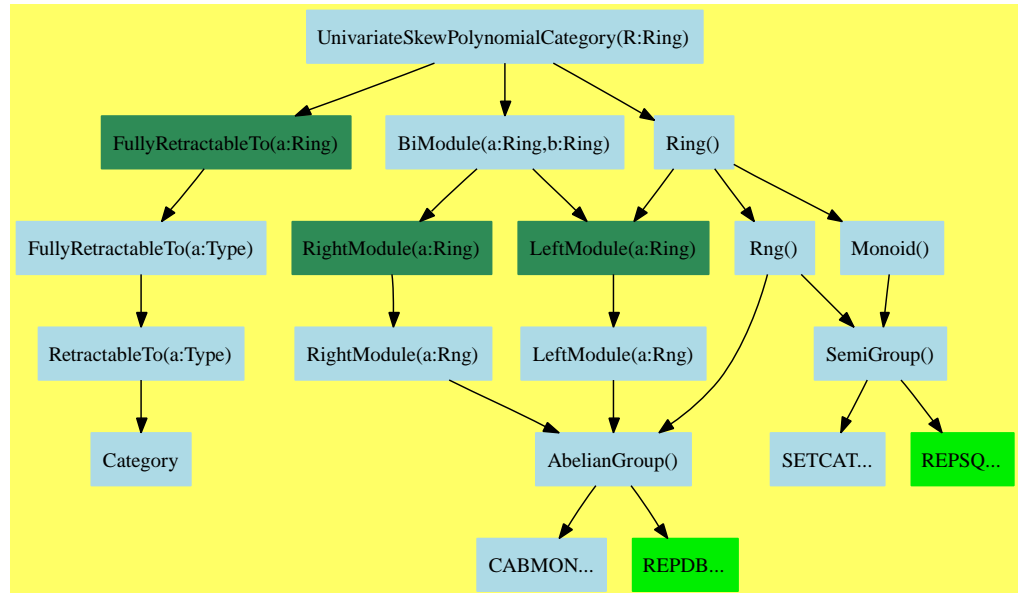 UnivariateSkewPolynomialCategory(R:Ring)
FullyRetractableTo(a:Ring)
BiModule(a:Ring,b:Ring)
Ring()
FullyRetractableTo(a:Type)
RightModule(a:Ring)
LeftModule(a:Ring)
Rng()
Monoid()
RetractableTo(a:Type)
RightModule(a:Rng)
LeftModule(a:Rng)
SemiGroup()
Category
AbelianGroup()
SETCAT...
REPSQ...
CABMON...
REPDB...